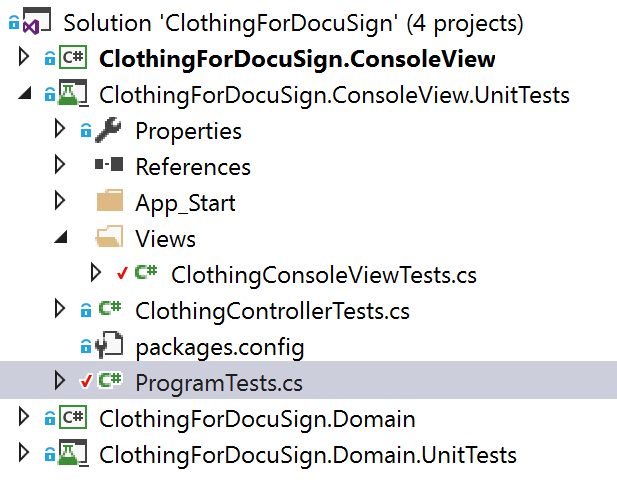 Solution 'ClothingForDocuSign' (4 projects)
C# ClothingForDocuSign.ConsoleView
ClothingForDocuSign.ConsoleView.UnitTests
Properties
References
App_Start
Views
C# ClothingConsoleViewTests.cs
C# ClothingControllerTests.cs
packages.config
C# ProgramTests.cs
C# ClothingForDocuSign.Domain
ClothingForDocuSign.Domain.UnitTests